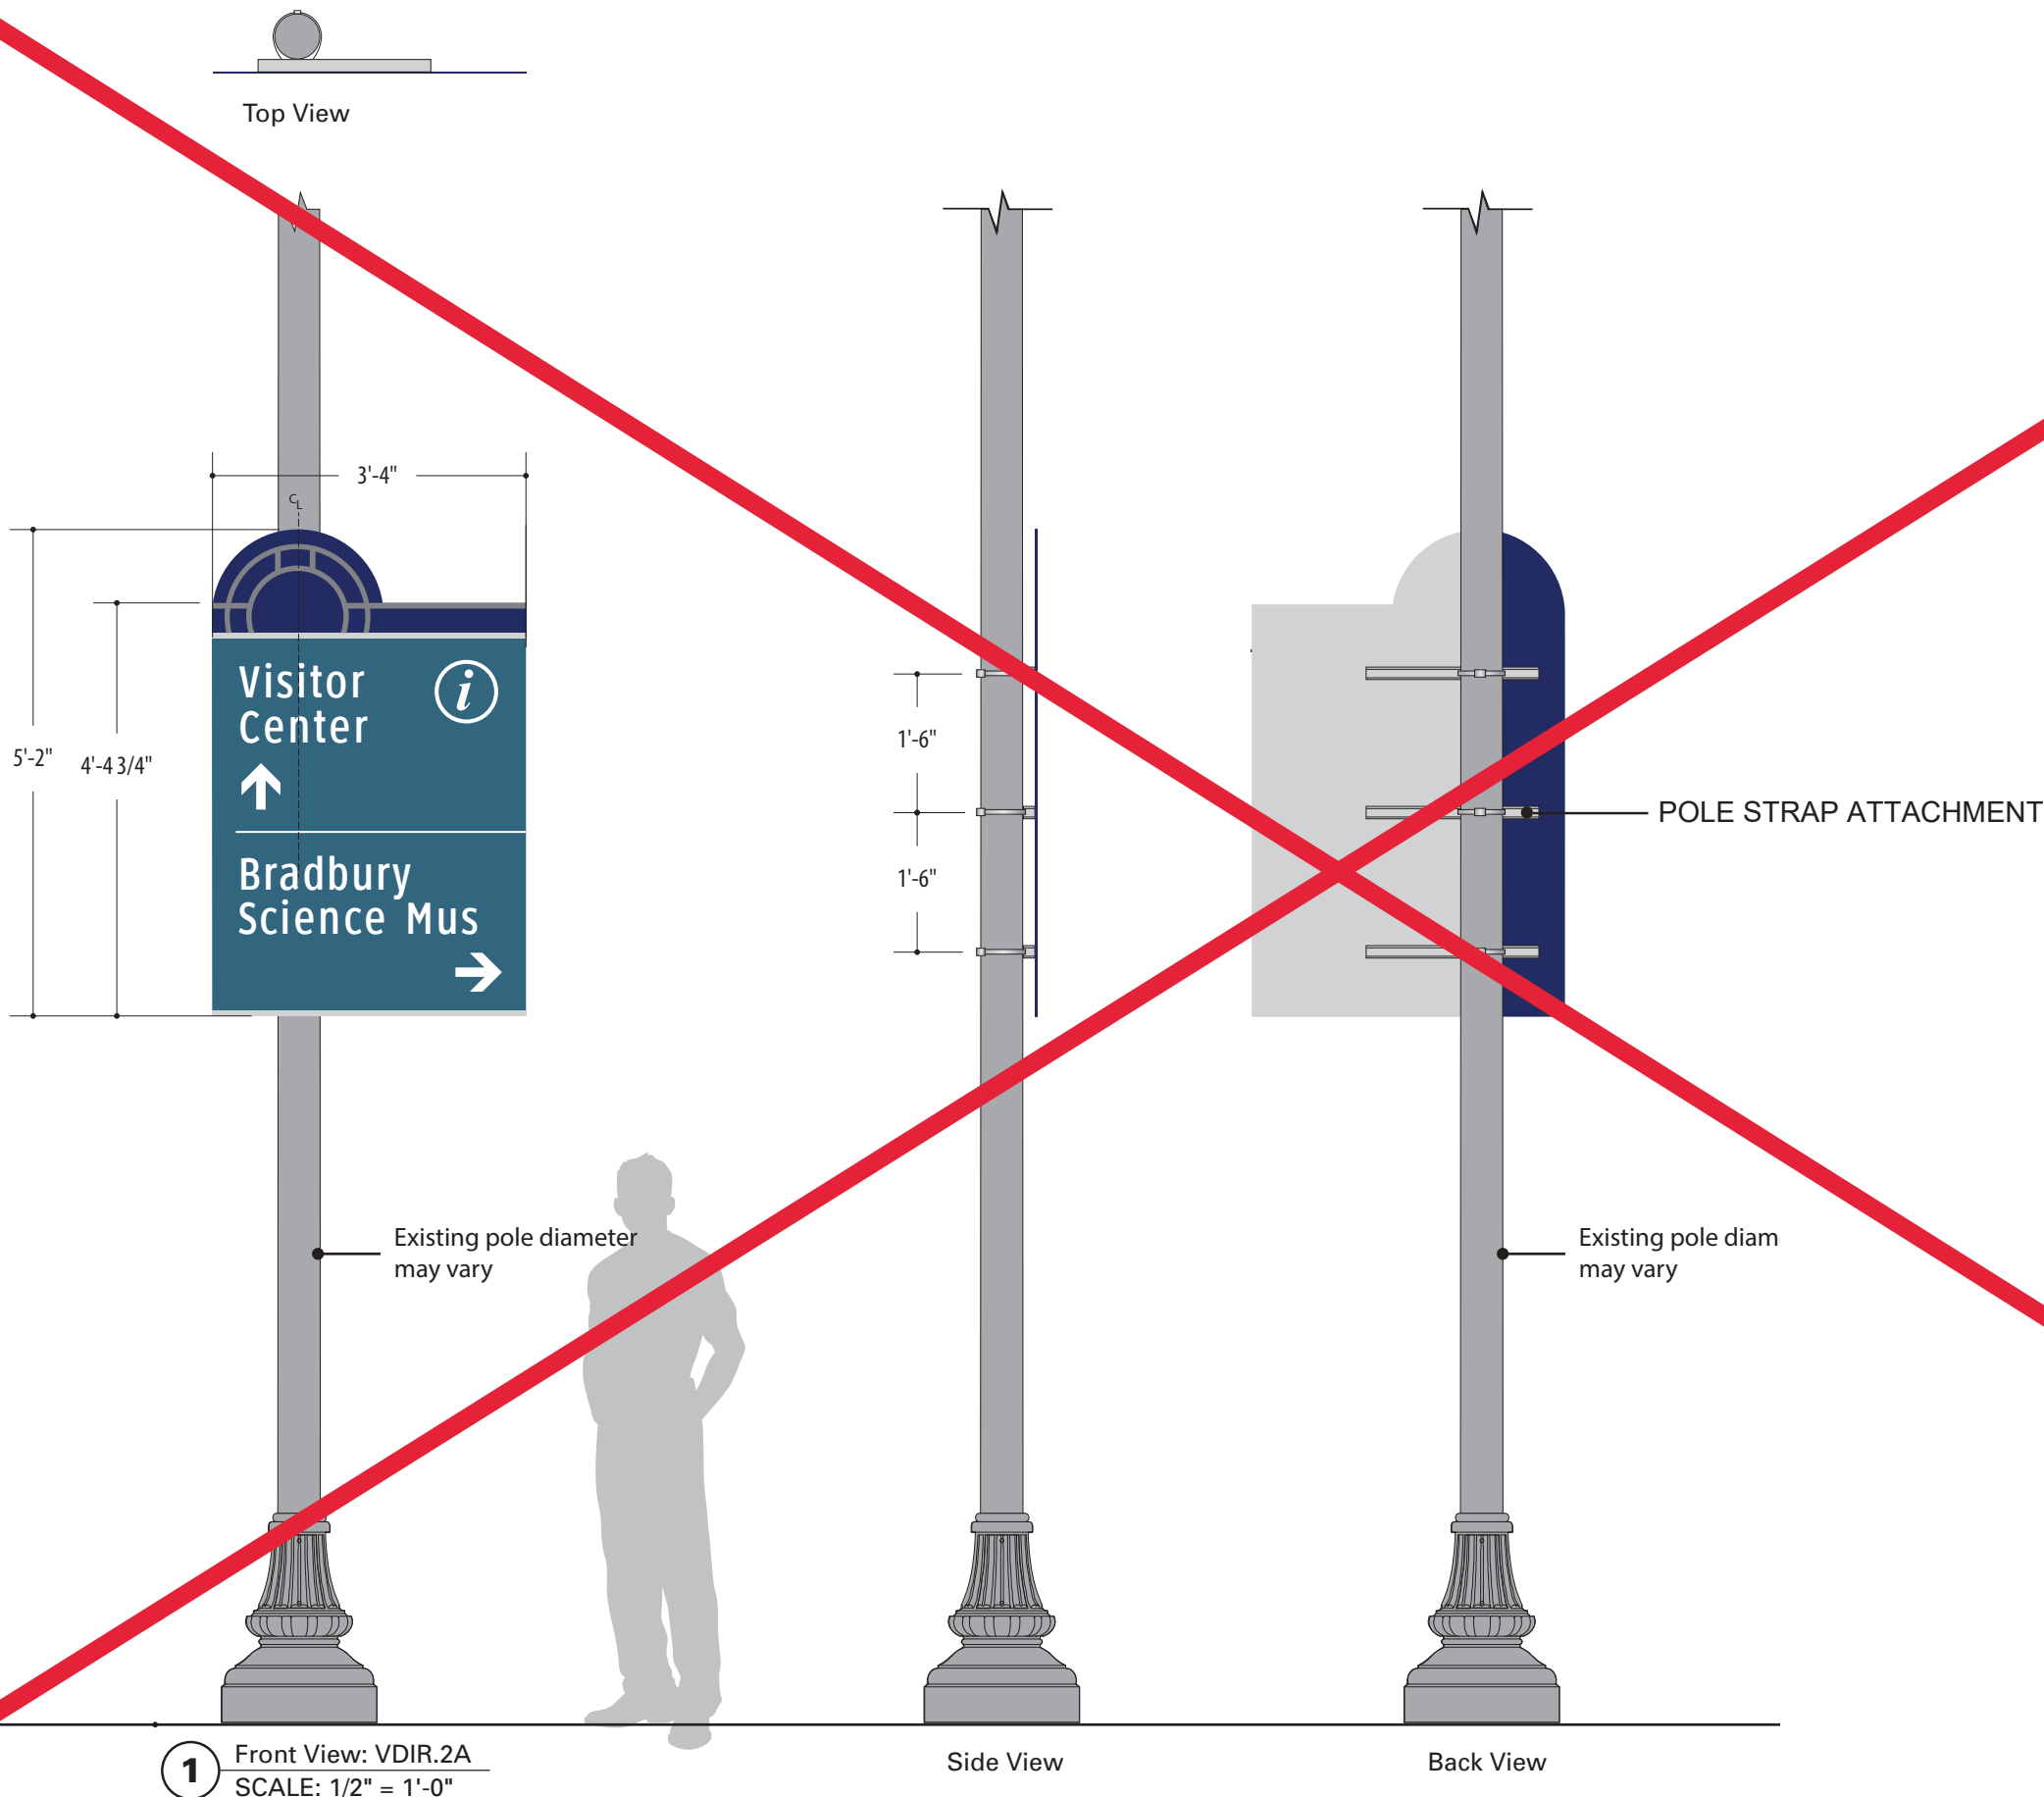 Top View
3'-4"
CL
5'-2"
4'-4 3/4"
Visitor
Center
i
Bradbury
Science Mus
1'-6"
1'-6"
POLE STRAP ATTACHMENT
Existing pole diameter
may vary
Existing pole diam
may vary
1
Front View: VDIR.2A
SCALE: 1/2" = 1'-0"
Side View
Back View